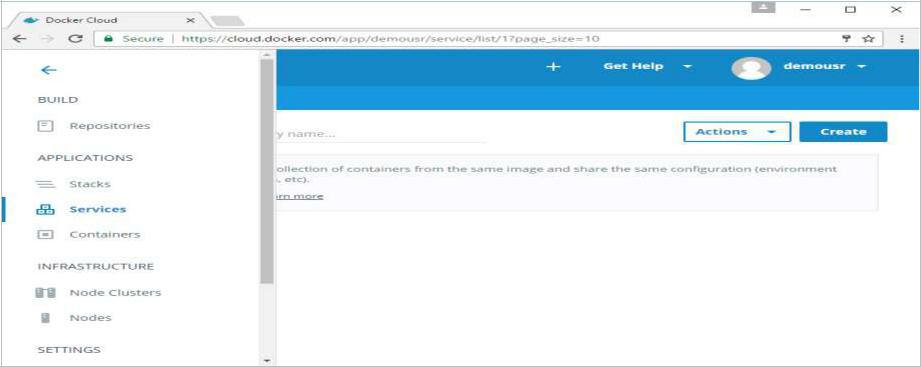 Docker Cloud
Secure | https://cloud.docker.com/app/demousr/service/list/1?page_size=10
Get Help
demousr
BUILD
Repositories
APPLICATIONS
Stacks
Services
Containers
INFRASTRUCTURE
Node Clusters
Nodes
SETTINGS
y name...
Actions
Create
ollection of containers from the same image and share the same configuration (environment
, etc).
rn more